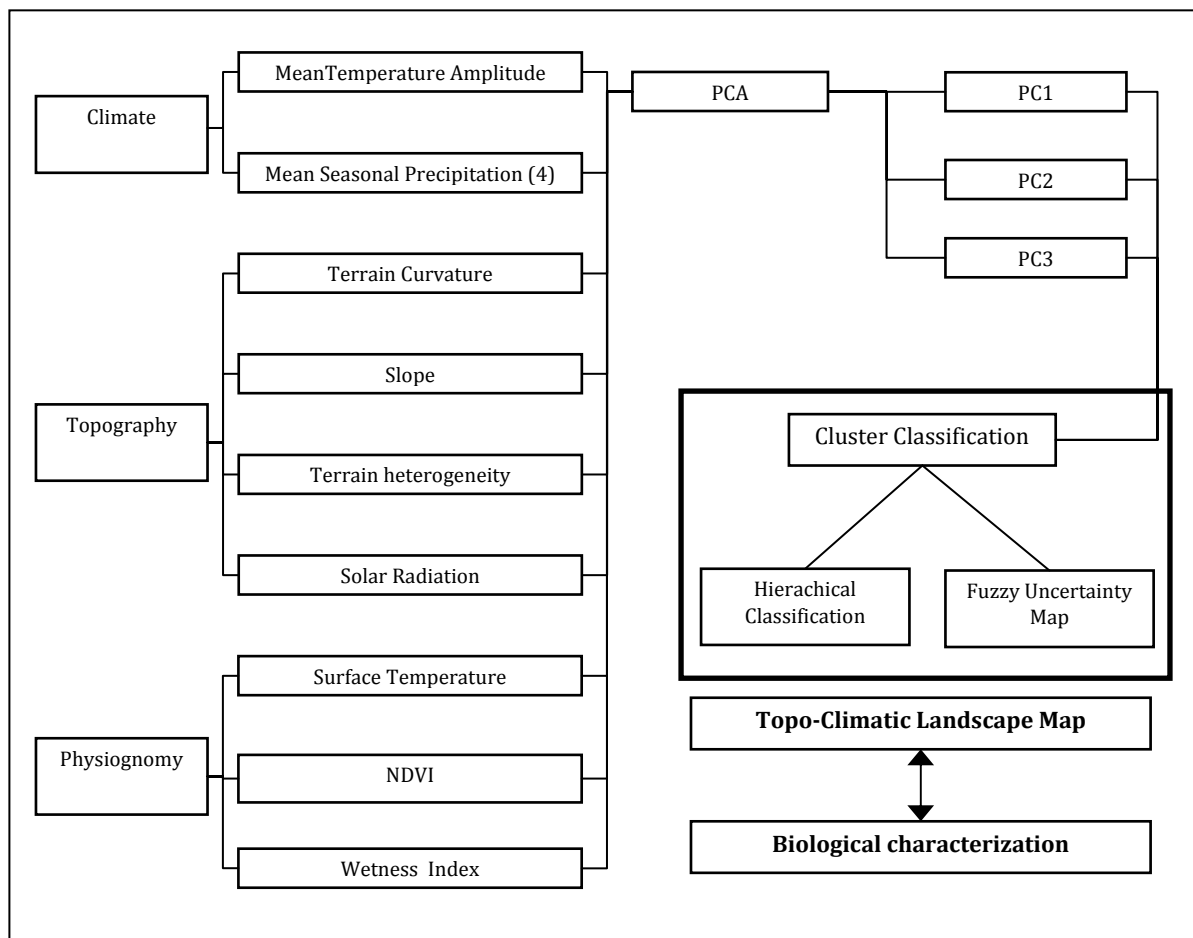 Climate
MeanTemperature Amplitude
Mean Seasonal Precipitation (4)
Topography
Terrain Curvature
Slope
Terrain heterogeneity
Solar Radiation
Physiognomy
Surface Temperature
NDVI
Wetness Index
PCA
PC1
PC2
PC3
Cluster Classification
Hierachical
Classification
Fuzzy Uncertainty
Map
Topo-Climatic Landscape Map
Biological characterization